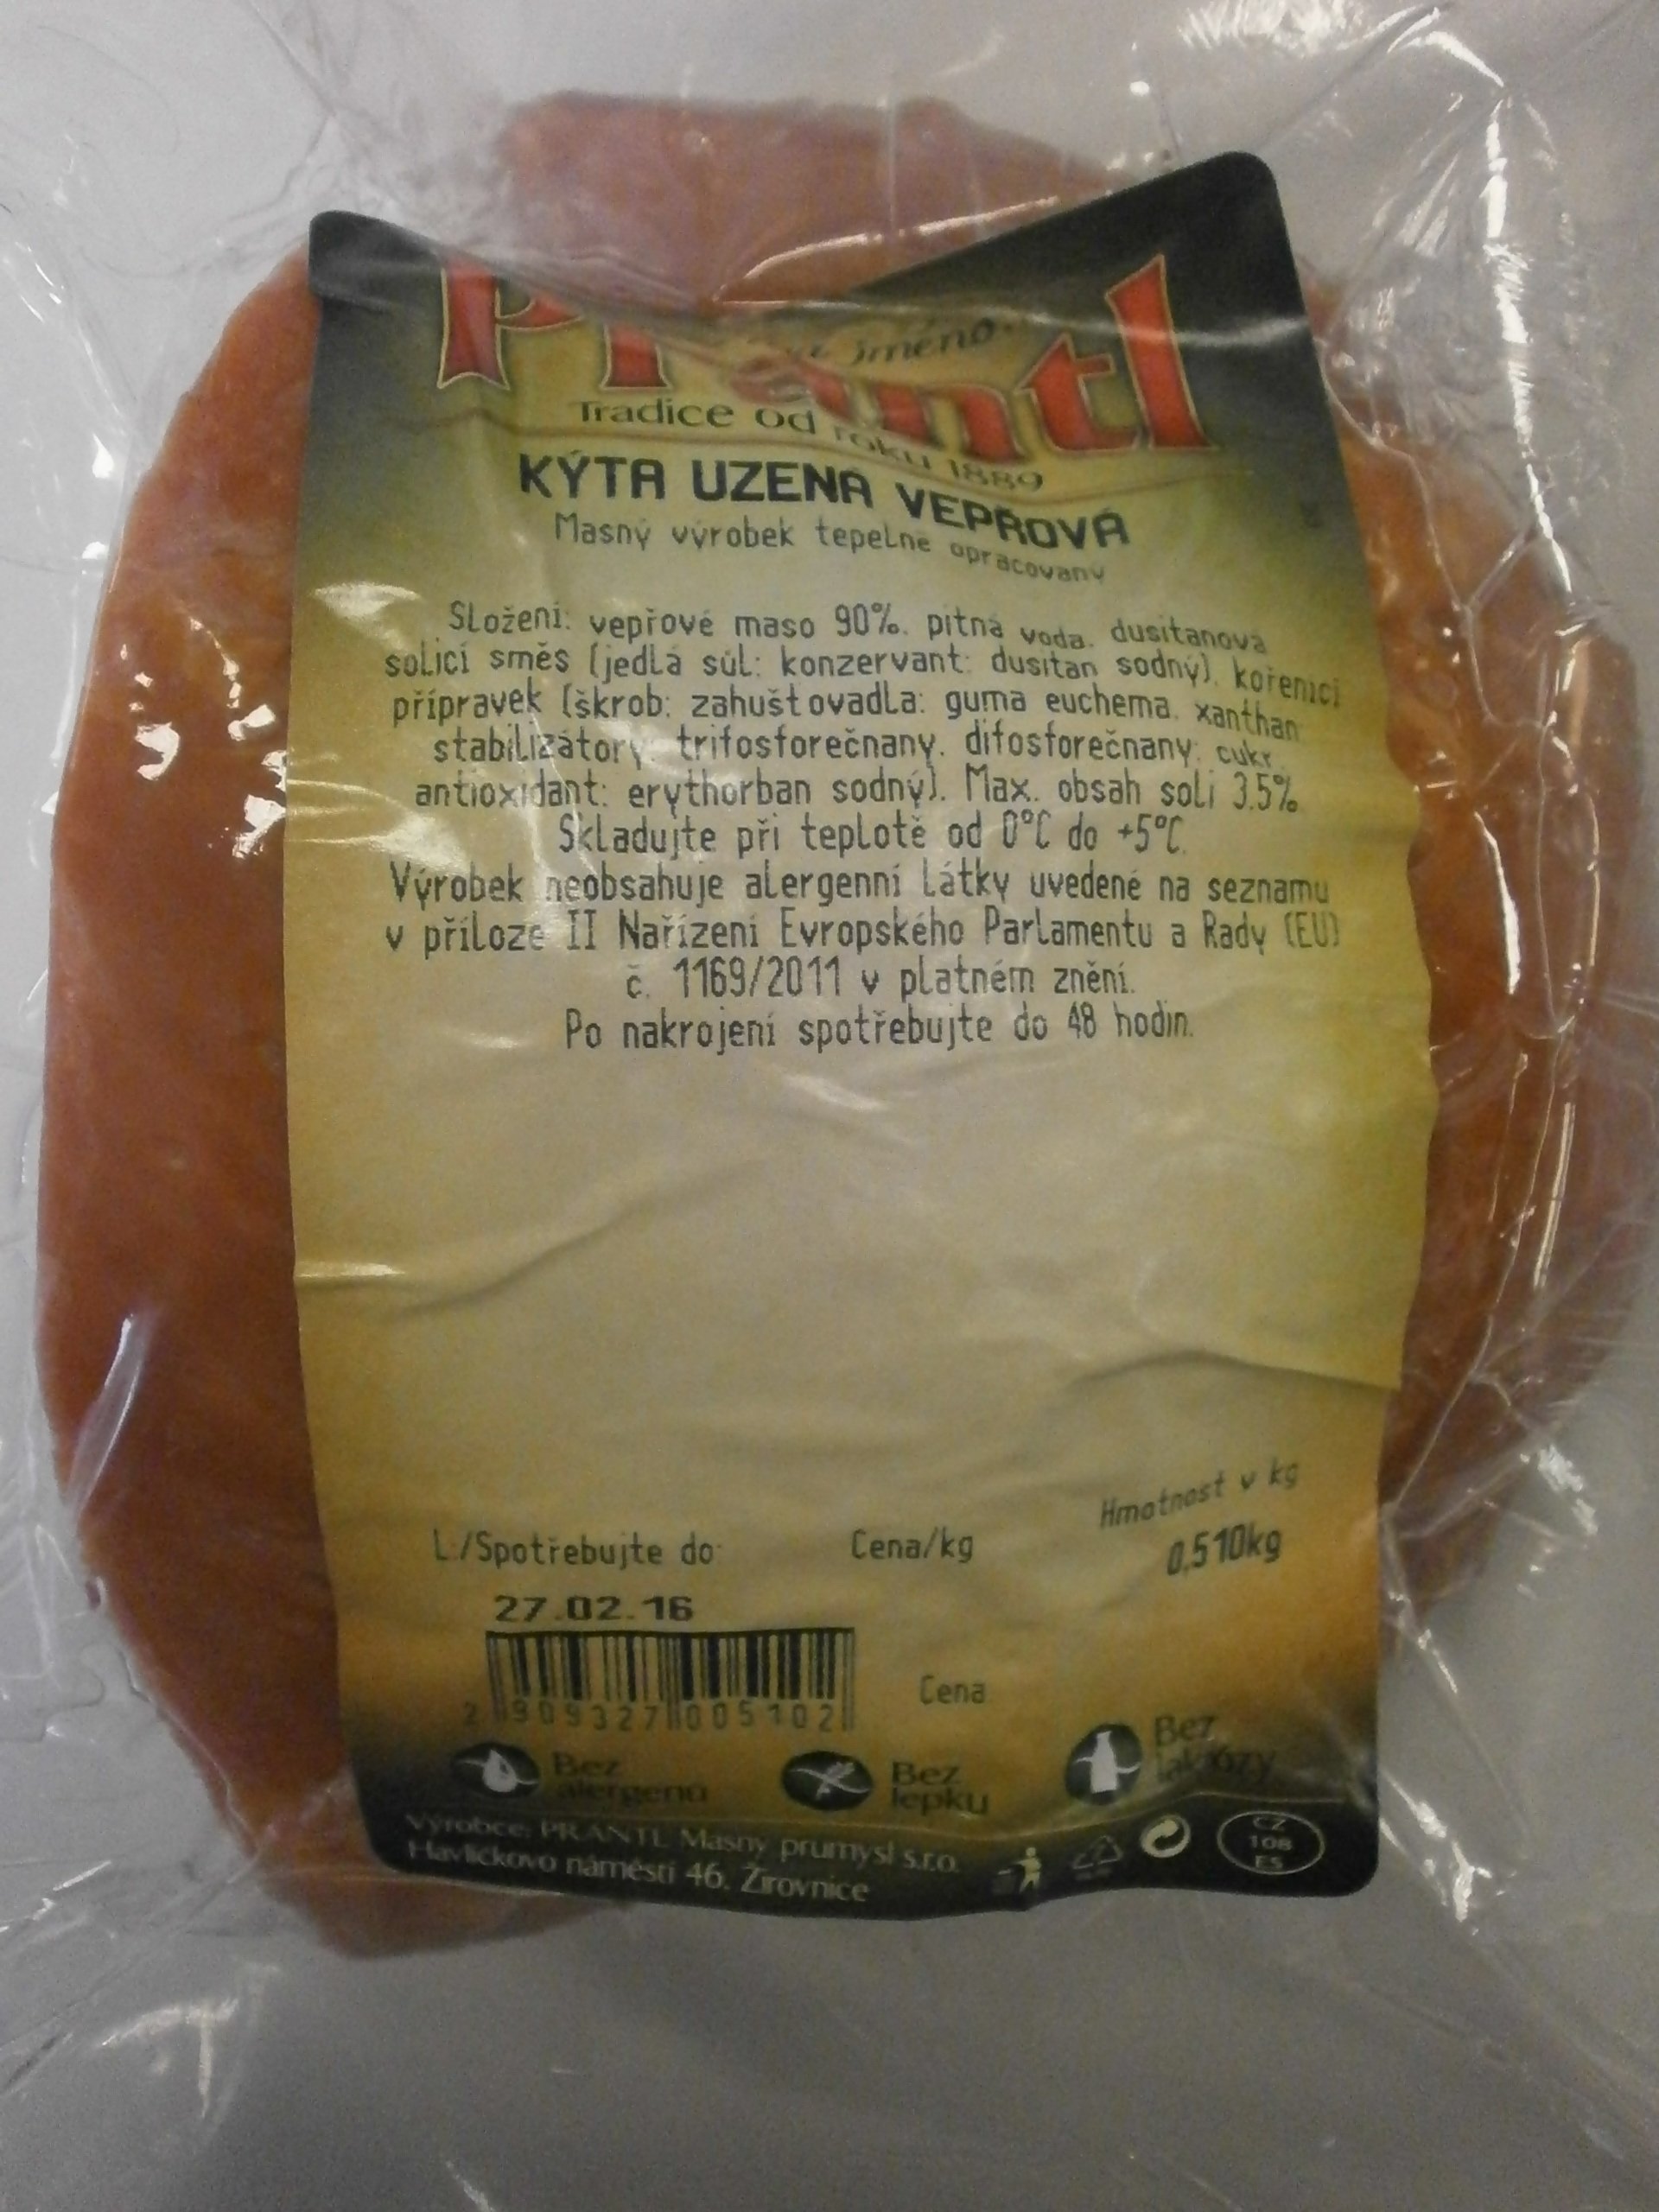 Prantl
jméno
Tradice od roku 1889
KÝTA UZENÁ VEPŘOVÁ
Masný výrobek tepelně opracovaný
Složení: vepřové maso 90%, pitná voda, dusitanová
solicí směs (jedlá sůl; konzervant: dusitan sodný), kořenící
přípravek (škrob; zahušťovadla: guma euchema, xanthan
stabilizátory: trifosforečnany, difosforečnany; cukr
antioxidant: erythorban sodný). Max. obsah soli 3.5%
Skladujte při teplotě od 0°C do +5°C.
Výrobek neobsahuje alergenní látky uvedené na seznamu
v příloze II Nařízení Evropského Parlamentu a Rady (EU)
č. 1169/2011 v platném znění.
Po nakrojení spotřebujte do 48 hodin.
L:/Spotřebujte do: Cena/kg Hmotnost v kg
27.02.16 0,510kg
2 909327 005102
Cena
Bez alergenů
Bez lepku
Bez laktózy
Výrobce: PRANTL Masný průmysl s.r.o.
Havlíčkovo náměstí 46, Žirovnice
CZ
108
ES